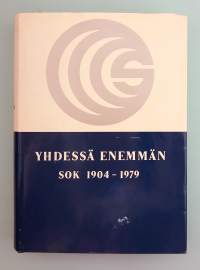 YHDESSÄ ENEMMÄN
SOK 1904 - 1979